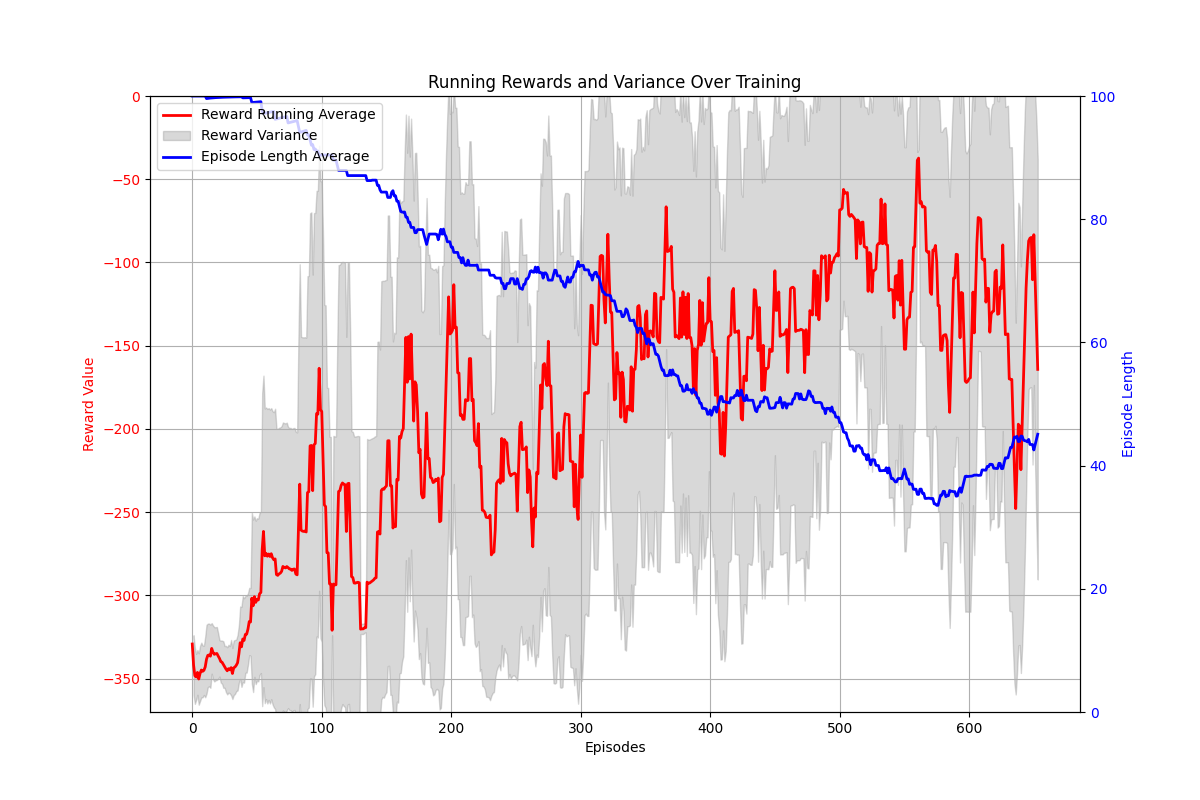 Running Rewards and Variance Over Training
Reward Running Average
Reward Variance
Episode Length Average
0
−50
−100
−150
−200
−250
−300
−350
Reward Value
100
80
60
40
20
0
Episode Length
0 100 200 300 400 500 600
Episodes